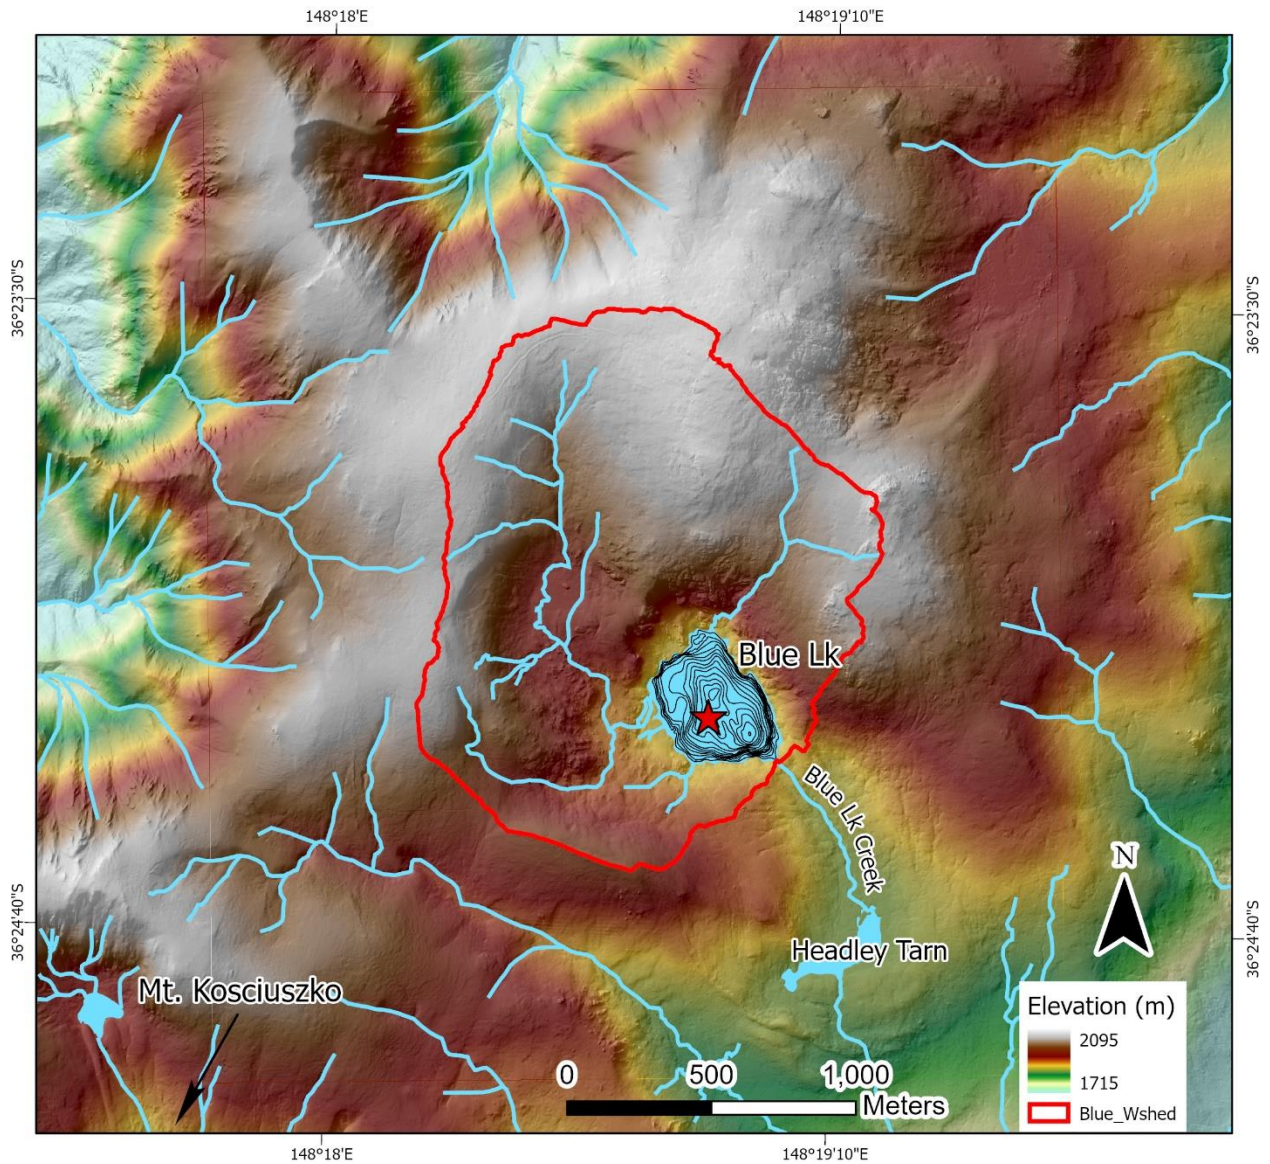 148°18'E
148°19'10"E
36°23'30"S
36°23'30"S
Blue Lk
Blue Lk Creek
36°24'40"S
36°24'40"S
N
Headley Tarn
Mt. Kosciuszko
Elevation (m)
2095
1715
Blue_Wshed
0 500 1,000
Meters
148°18'E
148°19'10"E